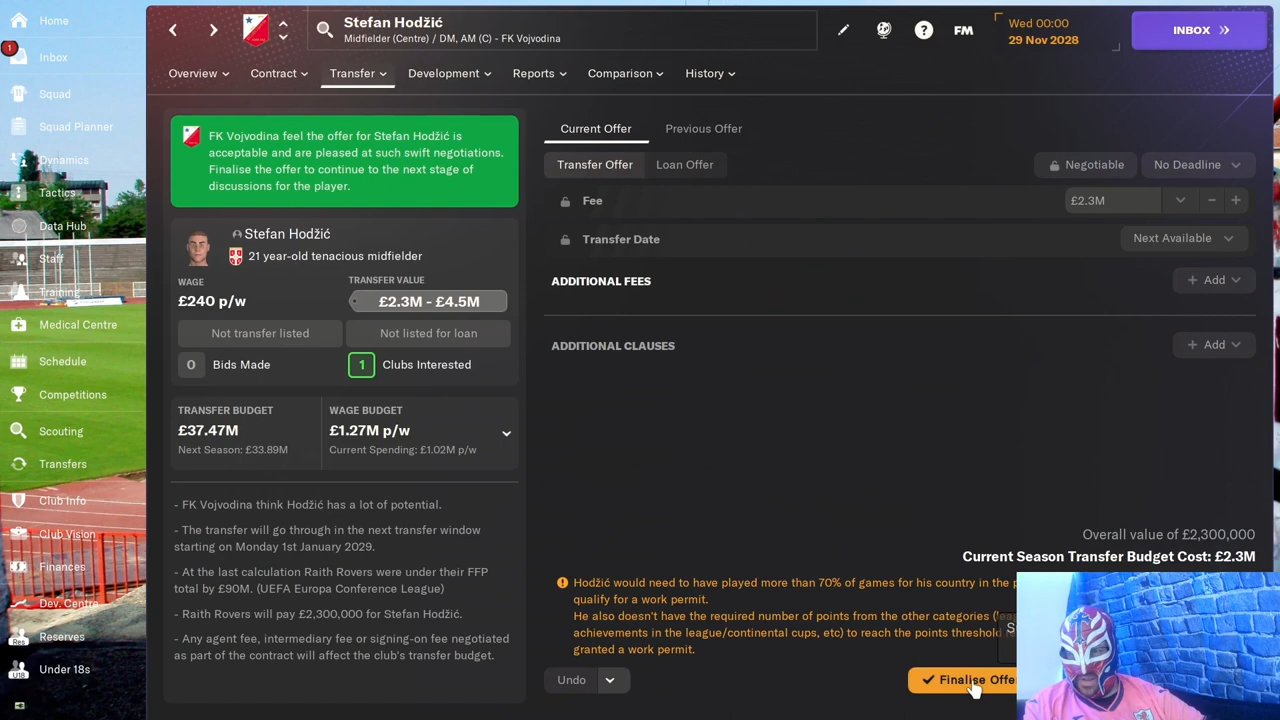 Home
Stefan Hodžić
Midfielder (Centre) / DM, AM (C) - FK Vojvodina
?
FM
Wed 00:00
29 Nov 2028
INBOX
1
Inbox
Squad
Squad Planner
Dynamics
Tactics
Data Hub
Staff
Training
Medical Centre
Schedule
Competitions
Scouting
Transfers
Club Info
Club Vision
Finances
Dev. Centre
Res
Reserves
U18
Under 18s
Overview
Contract
Transfer
Development
Reports
Comparison
History
FK Vojvodina feel the offer for Stefan Hodžić is
acceptable and are pleased at such swift negotiations.
Finalise the offer to continue to the next stage of
discussions for the player.
Stefan Hodžić
21 year-old tenacious midfielder
WAGE
TRANSFER VALUE
£240 p/w
£2.3M - £4.5M
Not transfer listed
Not listed for loan
0
Bids Made
1
Clubs Interested
TRANSFER BUDGET
WAGE BUDGET
£37.47M
£1.27M p/w
Next Season: £33.89M
Current Spending: £1.02M p/w
- FK Vojvodina think Hodžić has a lot of potential.
- The transfer will go through in the next transfer window
starting on Monday 1st January 2029.
- At the last calculation Raith Rovers were under their FFP
total by £90M. (UEFA Europa Conference League)
- Raith Rovers will pay £2,300,000 for Stefan Hodžić.
- Any agent fee, intermediary fee or signing-on fee negotiated
as part of the contract will affect the club's transfer budget.
Current Offer
Previous Offer
Transfer Offer
Loan Offer
Negotiable
No Deadline
Fee
£2.3M
Transfer Date
Next Available
ADDITIONAL FEES
+ Add
ADDITIONAL CLAUSES
+ Add
Overall value of £2,300,000
Current Season Transfer Budget Cost: £2.3M
Hodžić would need to have played more than 70% of games for his country in the p
qualify for a work permit.
He also doesn't have the required number of points from the other categories
achievements in the league/continental cups, etc) to reach the points threshold
granted a work permit.
Undo
Finalise Offe